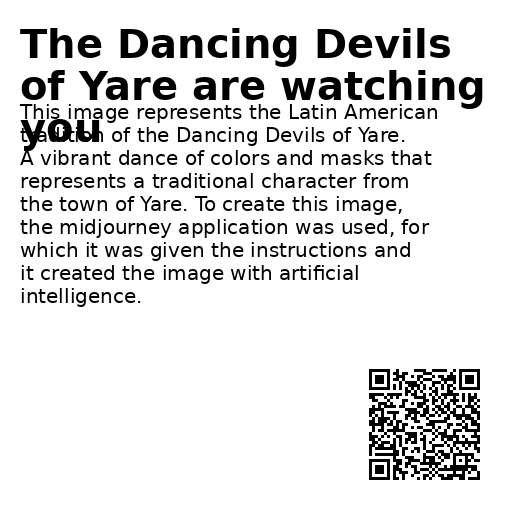 The Dancing Devils
of Yare are watching
you
This image represents the Latin American
tradition of the Dancing Devils of Yare.
A vibrant dance of colors and masks that
represents a traditional character from
the town of Yare. To create this image,
the midjourney application was used, for
which it was given the instructions and
it created the image with artificial
intelligence.